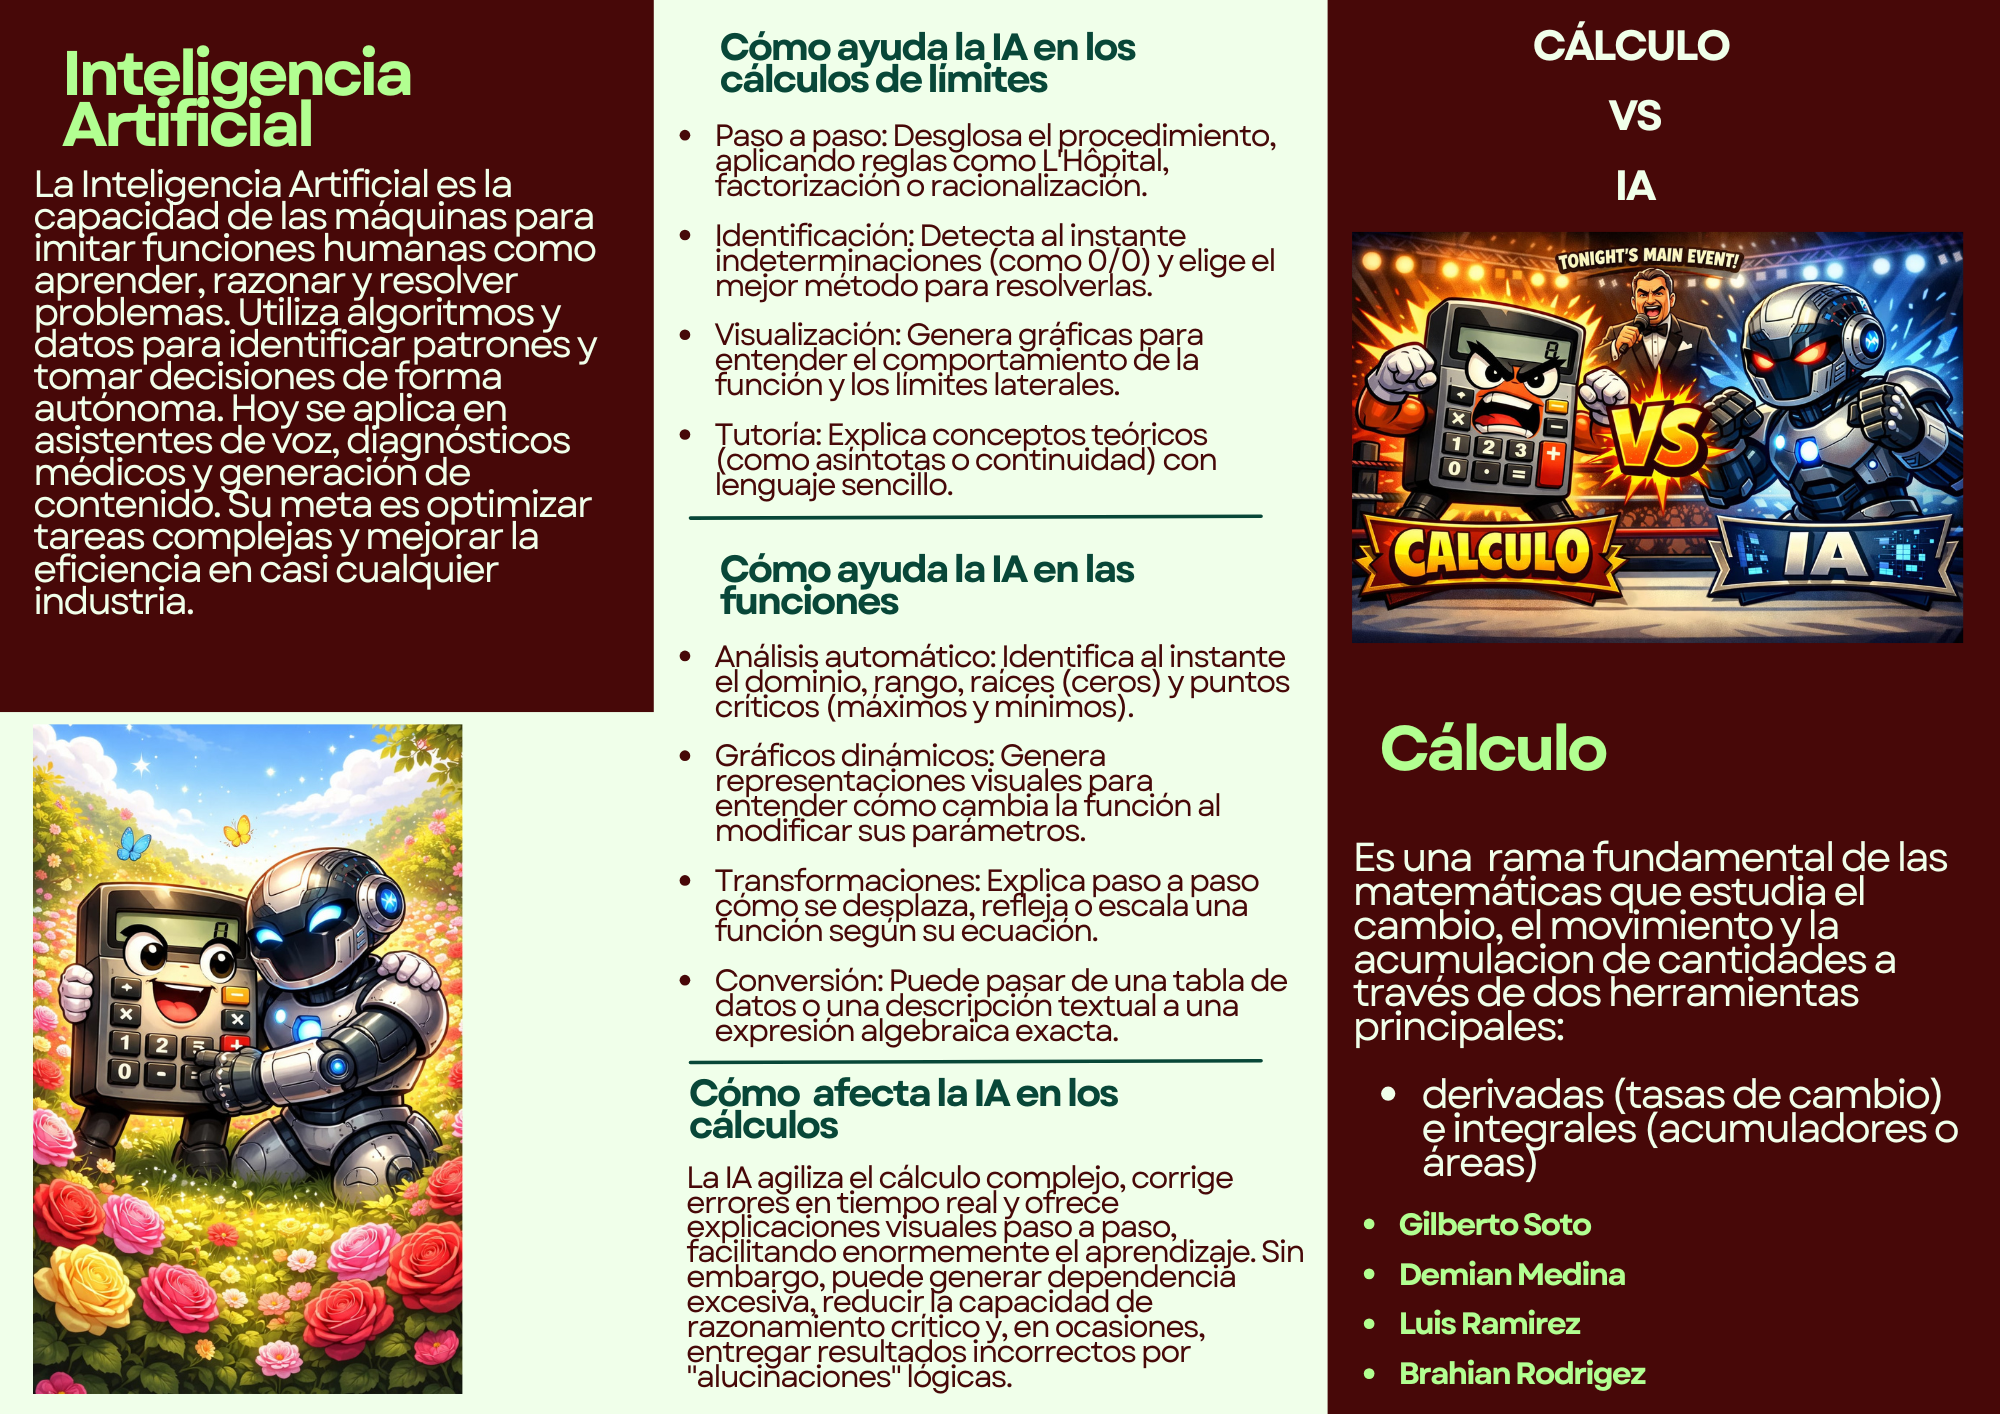 Inteligencia
Artificial
La Inteligencia Artificial es la
capacidad de las máquinas para
imitar funciones humanas como
aprender, razonar y resolver
problemas. Utiliza algoritmos y
datos para identificar patrones y
tomar decisiones de forma
autónoma. Hoy se aplica en
asistentes de voz, diagnósticos
médicos y generación de
contenido. Su meta es optimizar
tareas complejas y mejorar la
eficiencia en casi cualquier
industria.
8
+ −
× ×
1 2 3 +
0 - =
Cómo ayuda la IA en los
cálculos de límites
• Paso a paso: Desglosa el procedimiento,
aplicando reglas como L'Hôpital,
factorización o racionalización.
• Identificación: Detecta al instante
indeterminaciones (como 0/0) y elige el
mejor método para resolverlas.
• Visualización: Genera gráficas para
entender el comportamiento de la
función y los límites laterales.
• Tutoría: Explica conceptos teóricos
(como asíntotas o continuidad) con
lenguaje sencillo.
Cómo ayuda la IA en las
funciones
• Análisis automático: Identifica al instante
el dominio, rango, raíces (ceros) y puntos
críticos (máximos y mínimos).
• Gráficos dinámicos: Genera
representaciones visuales para
entender cómo cambia la función al
modificar sus parámetros.
• Transformaciones: Explica paso a paso
cómo se desplaza, refleja o escala una
función según su ecuación.
• Conversión: Puede pasar de una tabla de
datos o una descripción textual a una
expresión algebraica exacta.
Cómo  afecta la IA en los
cálculos
La IA agiliza el cálculo complejo, corrige
errores en tiempo real y ofrece
explicaciones visuales paso a paso,
facilitando enormemente el aprendizaje. Sin
embargo, puede generar dependencia
excesiva, reducir la capacidad de
razonamiento crítico y, en ocasiones,
entregar resultados incorrectos por
"alucinaciones" lógicas.
CÁLCULO
VS
IA
TONIGHT'S MAIN EVENT!
8
+ −
× −
1 2 3 +
0 · =
VS
CALCULO
IA
Cálculo
Es una  rama fundamental de las
matemáticas que estudia el
cambio, el movimiento y la
acumulacion de cantidades a
través de dos herramientas
principales:
• derivadas (tasas de cambio)
e integrales (acumuladores o
áreas)
• Gilberto Soto
• Demian Medina
• Luis Ramirez
• Brahian Rodrigez